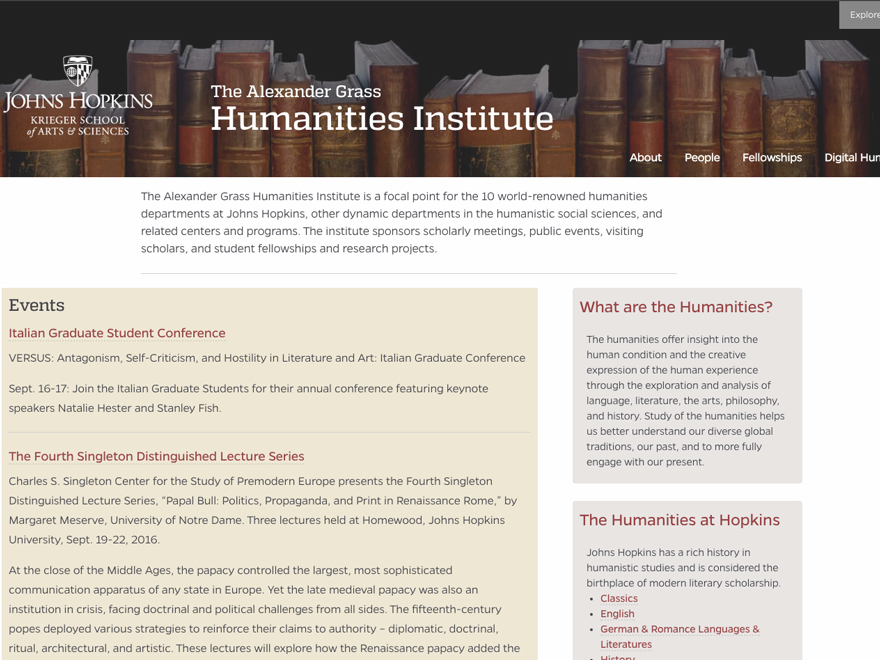 Explore
JOHNS HOPKINS
KRIEGER SCHOOL
of ARTS & SCIENCES
The Alexander Grass
Humanities Institute
About People Fellowships Digital Hum
The Alexander Grass Humanities Institute is a focal point for the 10 world-renowned humanities
departments at Johns Hopkins, other dynamic departments in the humanistic social sciences, and
related centers and programs. The institute sponsors scholarly meetings, public events, visiting
scholars, and student fellowships and research projects.
Events
Italian Graduate Student Conference
VERSUS: Antagonism, Self-Criticism, and Hostility in Literature and Art: Italian Graduate Conference
Sept. 16-17: Join the Italian Graduate Students for their annual conference featuring keynote
speakers Natalie Hester and Stanley Fish.
The Fourth Singleton Distinguished Lecture Series
Charles S. Singleton Center for the Study of Premodern Europe presents the Fourth Singleton
Distinguished Lecture Series, “Papal Bull: Politics, Propaganda, and Print in Renaissance Rome,” by
Margaret Meserve, University of Notre Dame. Three lectures held at Homewood, Johns Hopkins
University, Sept. 19-22, 2016.
At the close of the Middle Ages, the papacy controlled the largest, most sophisticated
communication apparatus of any state in Europe. Yet the late medieval papacy was also an
institution in crisis, facing doctrinal and political challenges from all sides. The fifteenth-century
popes deployed various strategies to reinforce their claims to authority – diplomatic, doctrinal,
ritual, architectural, and artistic. These lectures will explore how the Renaissance papacy added the
What are the Humanities?
The humanities offer insight into the
human condition and the creative
expression of the human experience
through the exploration and analysis of
language, literature, the arts, philosophy,
and history. Study of the humanities helps
us better understand our diverse global
traditions, our past, and to more fully
engage with our present.
The Humanities at Hopkins
Johns Hopkins has a rich history in
humanistic studies and is considered the
birthplace of modern literary scholarship.
• Classics
• English
• German & Romance Languages &
Literatures
• History